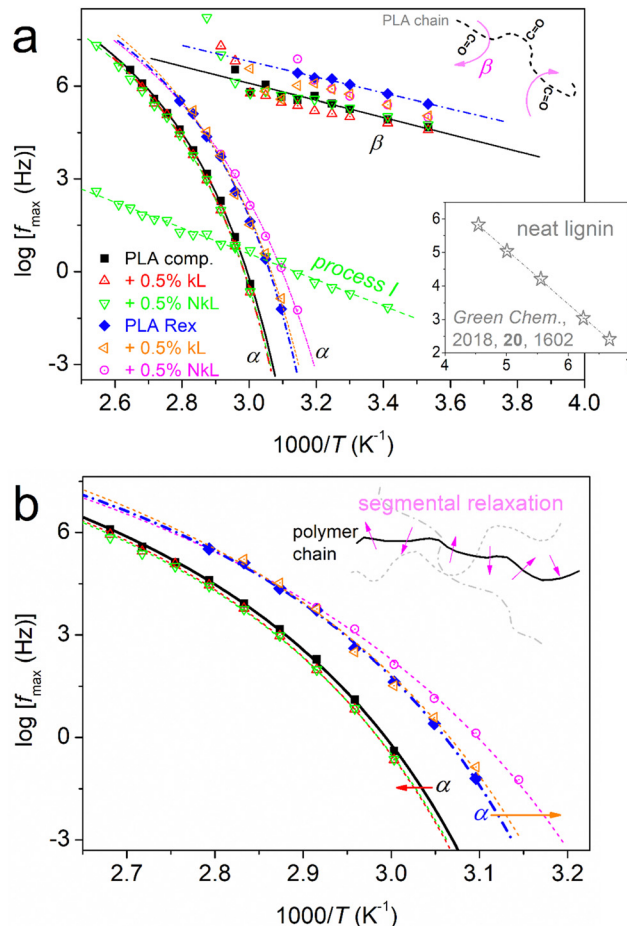 a
PLA chain
C=O
C=O
C=O
β
β
log [fmax (Hz)]
6
3
0
-3
process I
PLA comp.
+ 0.5% kL
+ 0.5% NkL
PLA Rex
+ 0.5% kL
+ 0.5% NkL
α
α
neat lignin
Green Chem.,
2018, 20, 1602
6
5
4
3
2
4 5 6 7
2.6 2.8 3.0 3.2 3.4 3.6 3.8 4.0
1000/T (K⁻¹)
b
segmental relaxation
polymer
chain
log [fmax (Hz)]
6
3
0
-3
α
α
2.7 2.8 2.9 3.0 3.1 3.2
1000/T (K⁻¹)